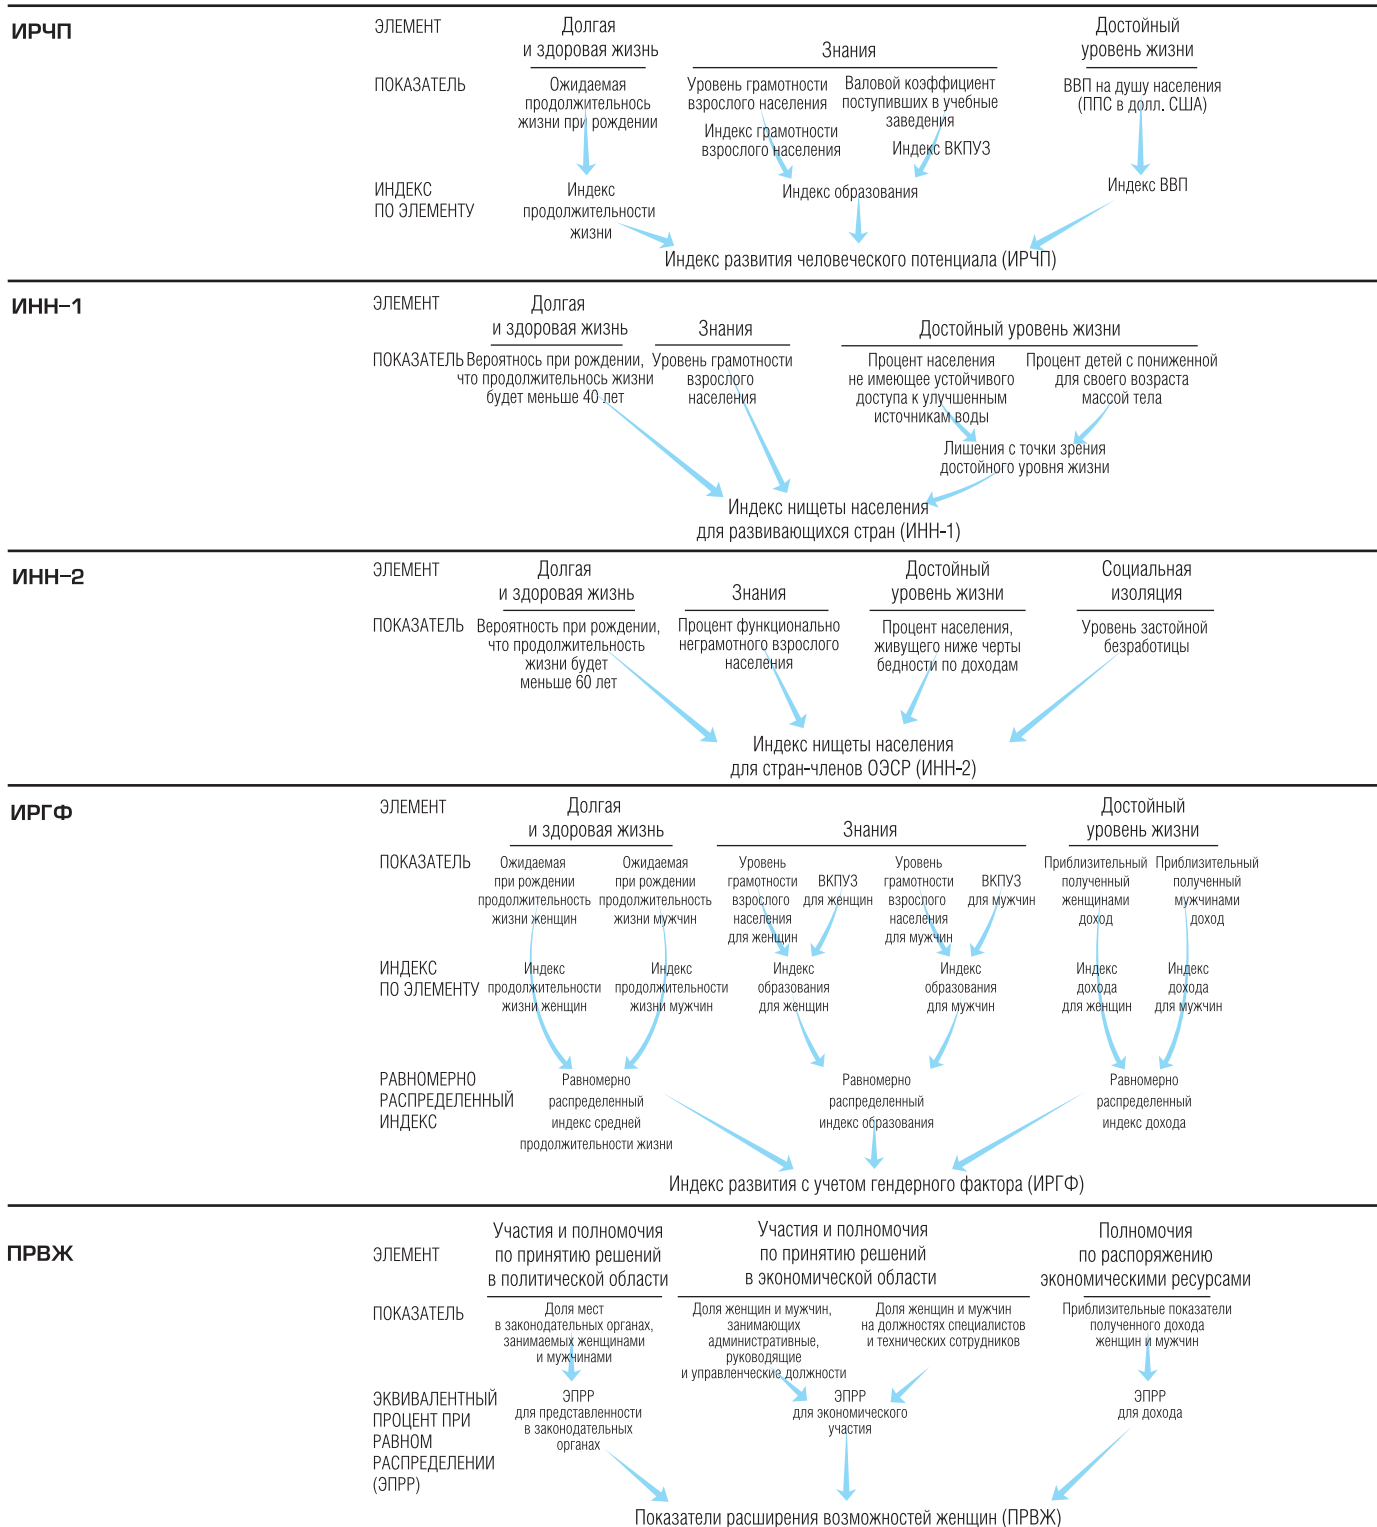 ИРЧП
ЭЛЕМЕНТ
Долгая
и здоровая жизнь
Знания
Достойный
уровень жизни
ПОКАЗАТЕЛЬ
Ожидаемая
продолжительнось
жизни при рождении
Уровень грамотности
взрослого населения
Валовой коэффициент
поступивших в учебные
заведения
ВВП на душу населения
(ППС в долл. США)
Индекс грамотности
взрослого населения
Индекс ВКПУЗ
ИНДЕКС
ПО ЭЛЕМЕНТУ
Индекс
продолжительности
жизни
Индекс образования
Индекс ВВП
Индекс развития человеческого потенциала (ИРЧП)
ИНН-1
ЭЛЕМЕНТ
Долгая
и здоровая жизнь
Знания
Достойный уровень жизни
ПОКАЗАТЕЛЬ
Вероятнось при рождении,
что продолжительнось жизни
будет меньше 40 лет
Уровень грамотности
взрослого
населения
Процент населения
не имеющее устойчивого
доступа к улучшенным
источникам воды
Процент детей с пониженной
для своего возраста
массой тела
Лишения с точки зрения
достойного уровня жизни
Индекс нищеты населения
для развивающихся стран (ИНН-1)
ИНН-2
ЭЛЕМЕНТ
Долгая
и здоровая жизнь
Знания
Достойный
уровень жизни
Социальная
изоляция
ПОКАЗАТЕЛЬ
Вероятность при рождении,
что продолжительность
жизни будет
меньше 60 лет
Процент функционально
неграмотного взрослого
населения
Процент населения,
живущего ниже черты
бедности по доходам
Уровень застойной
безработицы
Индекс нищеты населения
для стран-членов ОЭСР (ИНН-2)
ИРГФ
ЭЛЕМЕНТ
Долгая
и здоровая жизнь
Знания
Достойный
уровень жизни
ПОКАЗАТЕЛЬ
Ожидаемая
при рождении
продолжительность
жизни женщин
Ожидаемая
при рождении
продолжительность
жизни мужчин
Уровень
грамотности
взрослого
населения
для женщин
ВКПУЗ
для женщин
Уровень
грамотности
взрослого
населения
для мужчин
ВКПУЗ
для мужчин
Приблизительный
полученный
женщинами
доход
Приблизительный
полученный
мужчинами
доход
ИНДЕКС
ПО ЭЛЕМЕНТУ
Индекс
продолжительности
жизни женщин
Индекс
продолжительности
жизни мужчин
Индекс
образования
для женщин
Индекс
образования
для мужчин
Индекс
дохода
для женщин
Индекс
дохода
для мужчин
РАВНОМЕРНО
РАСПРЕДЕЛЕННЫЙ
ИНДЕКС
Равномерно
распределенный
индекс средней
продолжительности жизни
Равномерно
распределенный
индекс образования
Равномерно
распределенный
индекс дохода
Индекс развития с учетом гендерного фактора (ИРГФ)
ПРВЖ
ЭЛЕМЕНТ
Участия и полномочия
по принятию решений
в политической области
Участия и полномочия
по принятию решений
в экономической области
Полномочия
по распоряжению
экономическими ресурсами
ПОКАЗАТЕЛЬ
Доля мест
в законодательных органах,
занимаемых женщинами
и мужчинами
Доля женщин и мужчин,
занимающих
административные,
руководящие
и управленческие должности
Доля женщин и мужчин
на должностях специалистов
и технических сотрудников
Приблизительные показатели
полученного дохода
женщин и мужчин
ЭКВИВАЛЕНТНЫЙ
ПРОЦЕНТ ПРИ
РАВНОМ
РАСПРЕДЕЛЕНИИ
(ЭПРР)
ЭПРР
для представленности
в законодательных
органах
ЭПРР
для экономического
участия
ЭПРР
для дохода
Показатели расширения возможностей женщин (ПРВЖ)